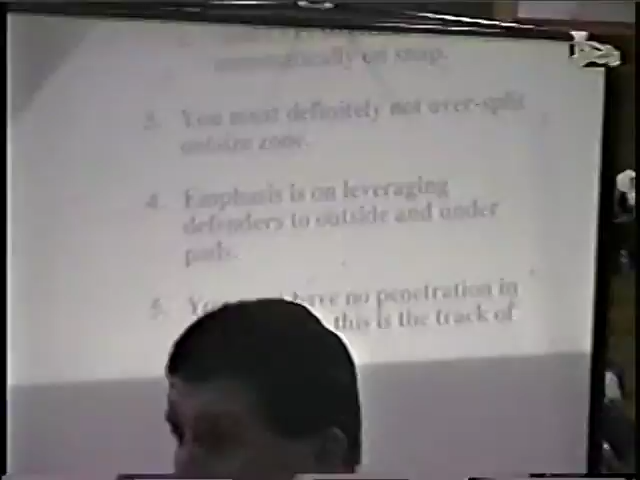 automatically on snap.
3. You must definitely not over-split
outside zone.
4. Emphasis is on leveraging
defenders to outside and under
pads.
5. You have no penetration in
this is the track of